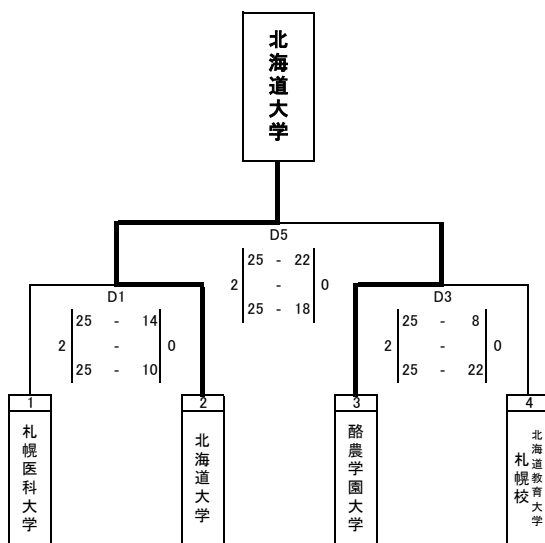 北海道大学
D5
25 - 22
2 - 0
25 - 18
D1
25 - 14
2 - 0
25 - 10
D3
25 - 8
2 - 0
25 - 22
1
札幌医科大学
2
北海道大学
3
酪農学園大学
4
北海道教育大学
札幌校